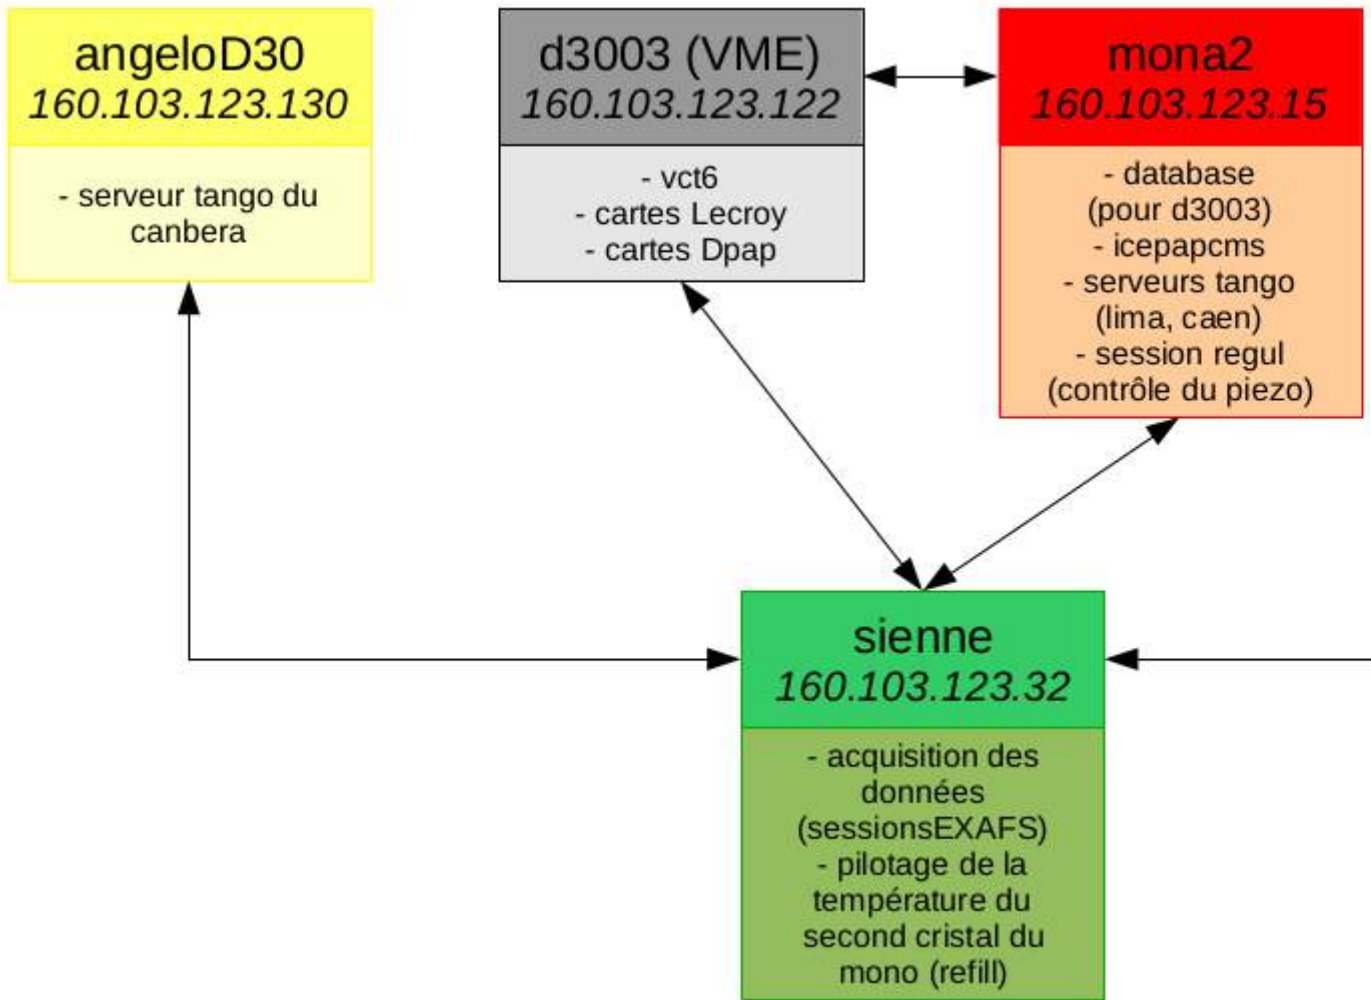 angeloD30
160.103.123.130
- serveur tango du
canbera
d3003 (VME)
160.103.123.122
- vct6
- cartes Lecroy
- cartes Dpap
mona2
160.103.123.15
- database
(pour d3003)
- icepapcms
- serveurs tango
(lima, caen)
- session regul
(contrôle du piezo)
sienne
160.103.123.32
- acquisition des
données
(sessionsEXAFS)
- pilotage de la
température du
second cristal du
mono (refill)